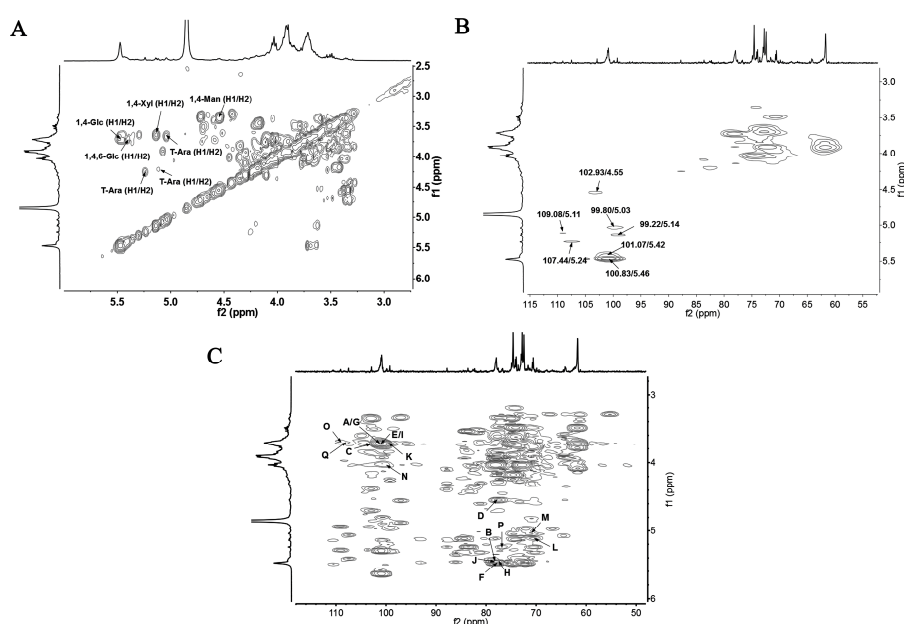 A
2.5
3.0
3.5
4.0
4.5
5.0
5.5
6.0
f1 (ppm)
1,4-Xyl (H1/H2)
1,4-Man (H1/H2)
1,4-Glc (H1/H2)
T-Ara (H1/H2)
1,4,6-Glc (H1/H2)
T-Ara (H1/H2)
T-Ara (H1/H2)
5.5 5.0 4.5 4.0 3.5 3.0
f2 (ppm)
B
3.0
3.5
4.0
4.5
5.0
5.5
f1 (ppm)
102.93/4.55
99.80/5.03
109.08/5.11
99.22/5.14
101.07/5.42
107.44/5.24
100.83/5.46
115 110 105 100 95 90 85 80 75 70 65 60 55
f2 (ppm)
C
3
4
5
6
f1 (ppm)
A/G
O
E/I
Q
C
K
N
D
P
M
B
L
J
F
H
110 100 90 80 70 60 50
f2 (ppm)